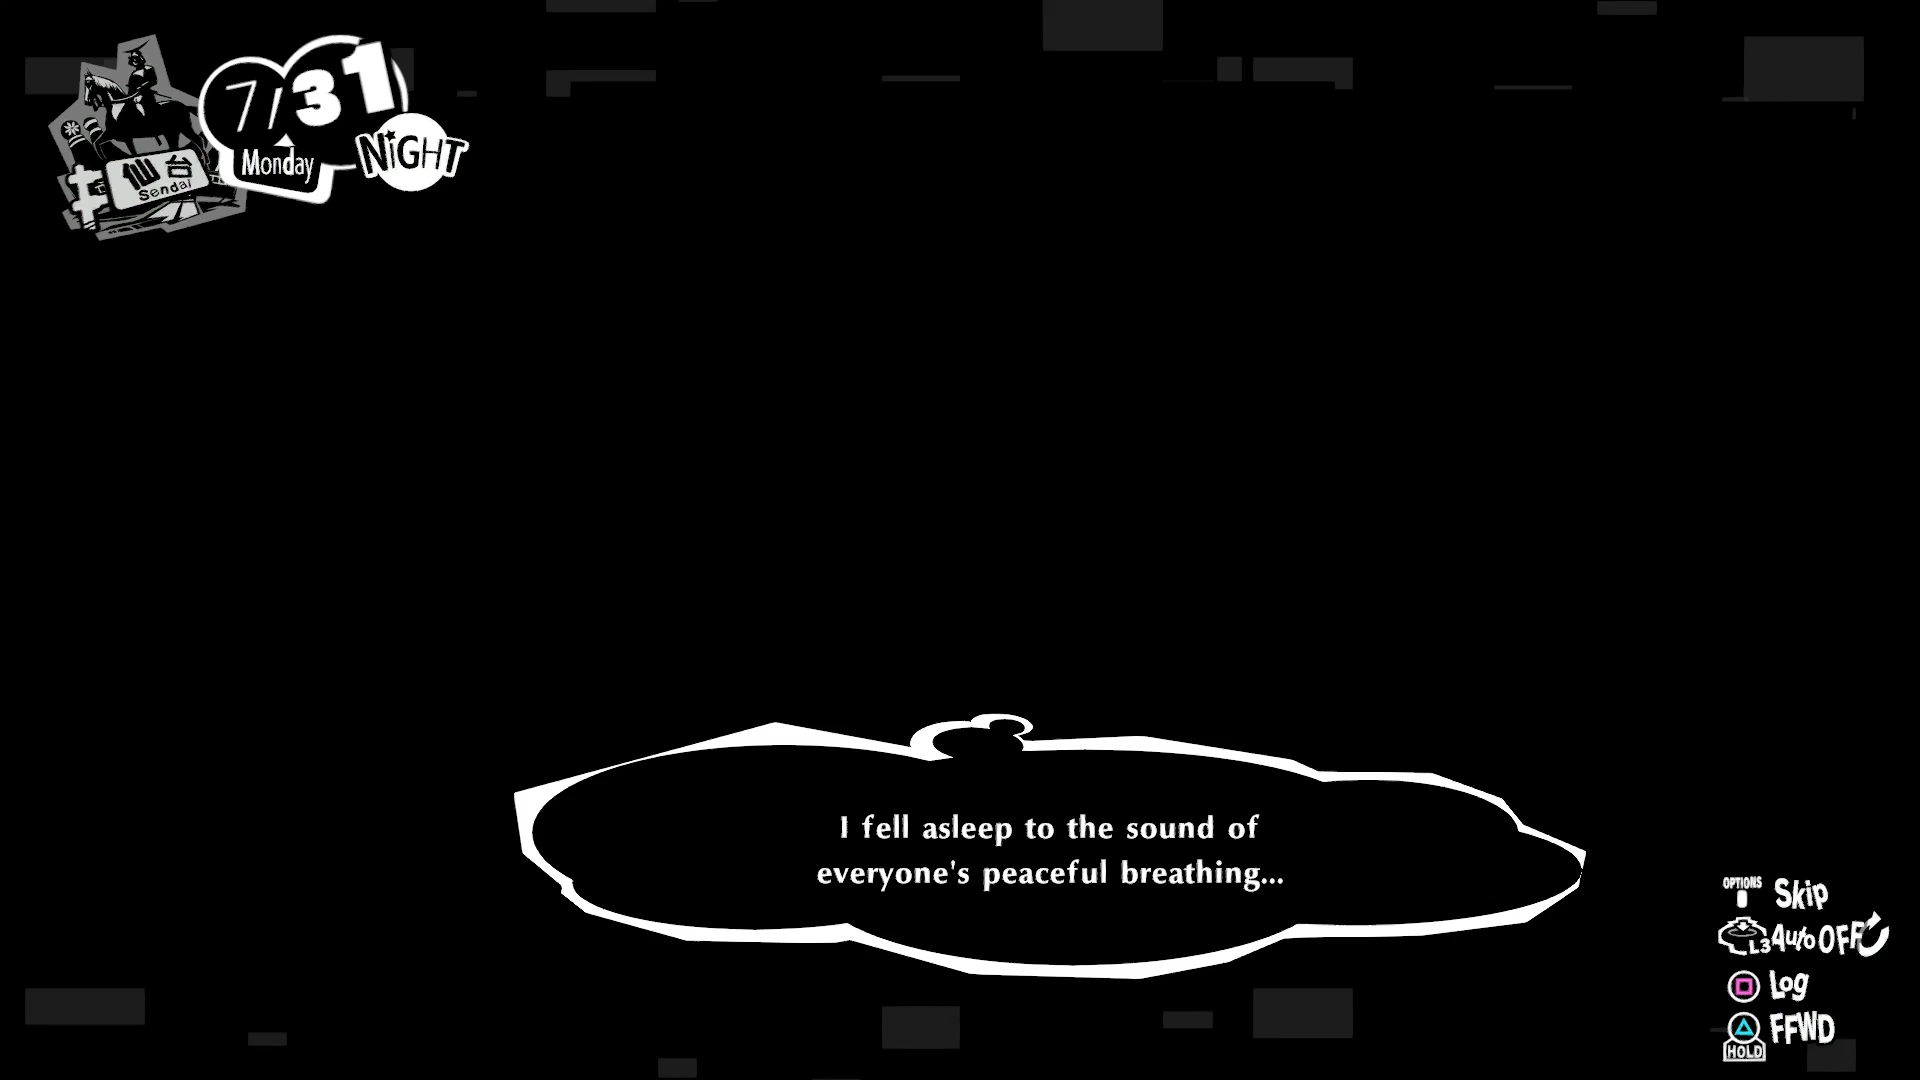 7/31
Monday
NiGHT
仙台
Sendai
I fell asleep to the sound of
everyone's peaceful breathing...
OPTIONS Skip
L3 Auto OFF
Log
FFWD
HOLD